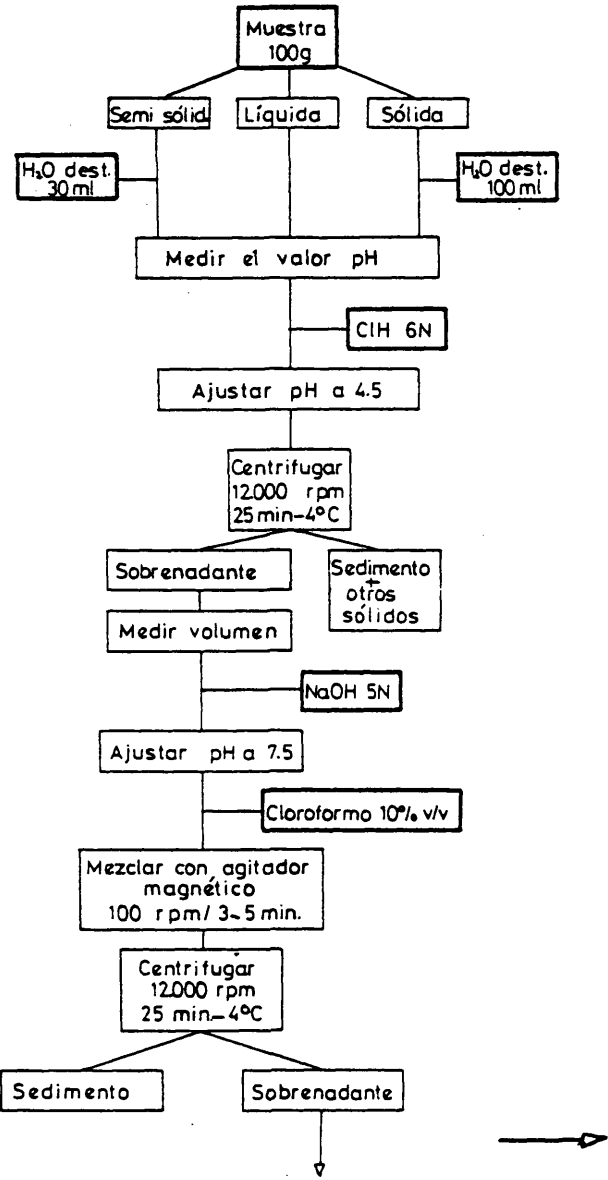 Muestra
100g
Semi sólid
Líquida
Sólida
H₂O dest.
30 ml
H₂O dest.
100 ml
Medir el valor pH
ClH 6N
Ajustar pH a 4.5
Centrifugar
12.000 rpm
25 min-4°C
Sobrenadante
Sedimento
+
otros
sólidos
Medir volumen
NaOH 5N
Ajustar pH a 7.5
Cloroformo 10% v/v
Mezclar con agitador
magnético
100 rpm/ 3-5 min.
Centrifugar
12.000 rpm
25 min-4°C
Sedimento
Sobrenadante